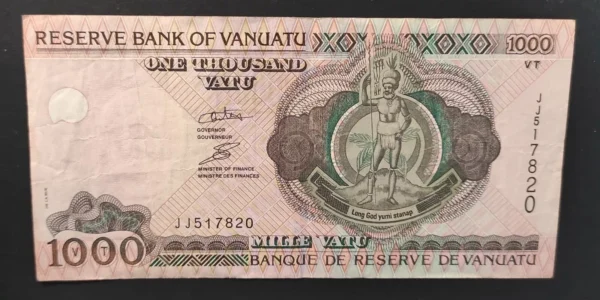 RESERVE BANK OF VANUATU
1000
VT
ONE THOUSAND
VATU
GOVERNOR
GOUVERNEUR
MINISTER OF FINANCE
MINISTRE DES FINANCES
JJ517820
Long God yumi stanap
JJ517820
1000
V T
MILLE VATU
BANQUE DE RESERVE DE VANUATU